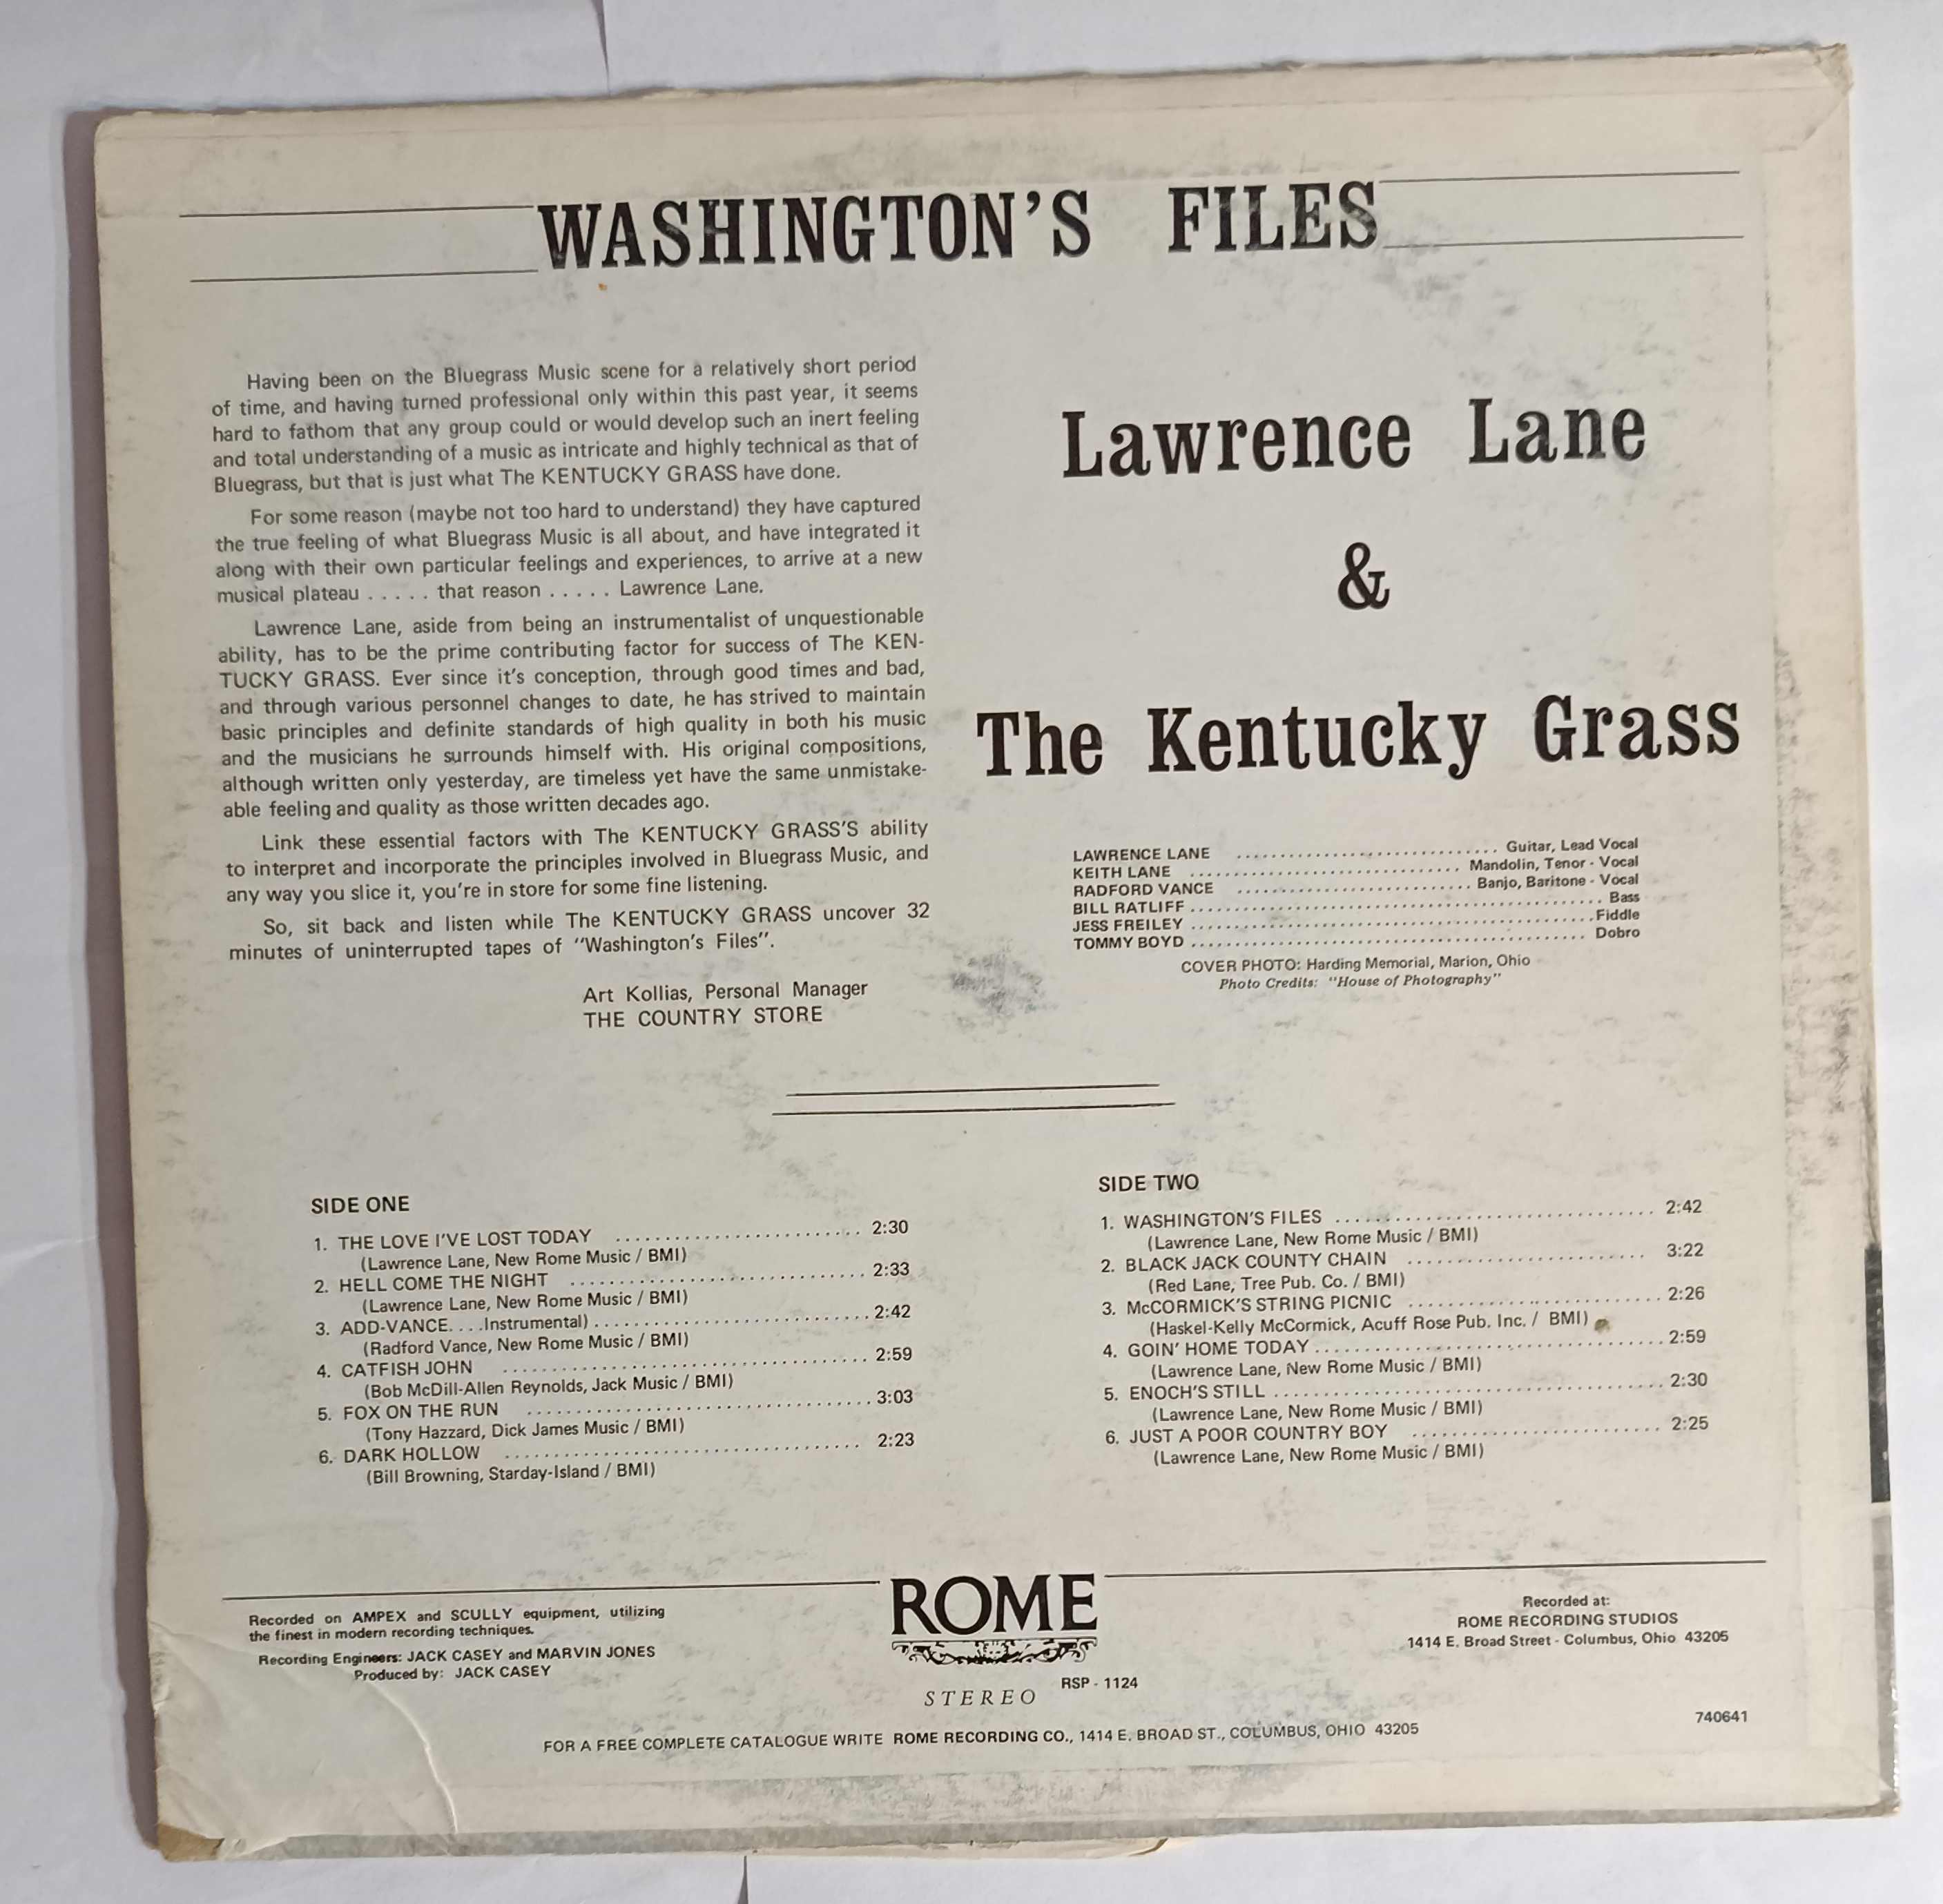 WASHINGTON'S FILES
Having been on the Bluegrass Music scene for a relatively short period
of time, and having turned professional only within this past year, it seems
hard to fathom that any group could or would develop such an inert feeling
and total understanding of a music as intricate and highly technical as that of
Bluegrass, but that is just what The KENTUCKY GRASS have done.
For some reason (maybe not too hard to understand) they have captured
the true feeling of what Bluegrass Music is all about, and have integrated it
along with their own particular feelings and experiences, to arrive at a new
musical plateau ..... that reason ..... Lawrence Lane.
Lawrence Lane, aside from being an instrumentalist of unquestionable
ability, has to be the prime contributing factor for success of The KEN-
TUCKY GRASS. Ever since it's conception, through good times and bad,
and through various personnel changes to date, he has strived to maintain
basic principles and definite standards of high quality in both his music
and the musicians he surrounds himself with. His original compositions,
although written only yesterday, are timeless yet have the same unmistake-
able feeling and quality as those written decades ago.
Link these essential factors with The KENTUCKY GRASS'S ability
to interpret and incorporate the principles involved in Bluegrass Music, and
any way you slice it, you're in store for some fine listening.
So, sit back and listen while The KENTUCKY GRASS uncover 32
minutes of uninterrupted tapes of "Washington's Files".
Art Kollias, Personal Manager
THE COUNTRY STORE
Lawrence Lane
&
The Kentucky Grass
LAWRENCE LANE .............................. Guitar, Lead Vocal
KEITH LANE .............................. Mandolin, Tenor - Vocal
RADFORD VANCE .......................... Banjo, Baritone - Vocal
BILL RATLIFF .............................................. Bass
JESS FREILEY .............................................. Fiddle
TOMMY BOYD ............................................. Dobro
COVER PHOTO: Harding Memorial, Marion, Ohio
Photo Credits: "House of Photography"
SIDE ONE
1. THE LOVE I'VE LOST TODAY ......................... 2:30
(Lawrence Lane, New Rome Music / BMI)
2. HELL COME THE NIGHT .............................. 2:33
(Lawrence Lane, New Rome Music / BMI)
3. ADD-VANCE....Instrumental) ............................ 2:42
(Radford Vance, New Rome Music / BMI)
4. CATFISH JOHN ..................................... 2:59
(Bob McDill-Allen Reynolds, Jack Music / BMI)
5. FOX ON THE RUN ................................... 3:03
(Tony Hazzard, Dick James Music / BMI)
6. DARK HOLLOW .................................... 2:23
(Bill Browning, Starday-Island / BMI)
SIDE TWO
1. WASHINGTON'S FILES ................................ 2:42
(Lawrence Lane, New Rome Music / BMI)
2. BLACK JACK COUNTY CHAIN ........................ 3:22
(Red Lane, Tree Pub. Co. / BMI)
3. McCORMICK'S STRING PICNIC .......................... 2:26
(Haskel-Kelly McCormick, Acuff Rose Pub. Inc. / BMI)
4. GOIN' HOME TODAY ................................... 2:59
(Lawrence Lane, New Rome Music / BMI)
5. ENOCH'S STILL ....................................... 2:30
(Lawrence Lane, New Rome Music / BMI)
6. JUST A POOR COUNTRY BOY ......................... 2:25
(Lawrence Lane, New Rome Music / BMI)
Recorded on AMPEX and SCULLY equipment, utilizing
the finest in modern recording techniques.
Recording Engineers: JACK CASEY and MARVIN JONES
Produced by: JACK CASEY
ROME
STEREO RSP - 1124
Recorded at:
ROME RECORDING STUDIOS
1414 E. Broad Street - Columbus, Ohio 43205
740641
FOR A FREE COMPLETE CATALOGUE WRITE ROME RECORDING CO., 1414 E. BROAD ST., COLUMBUS, OHIO 43205